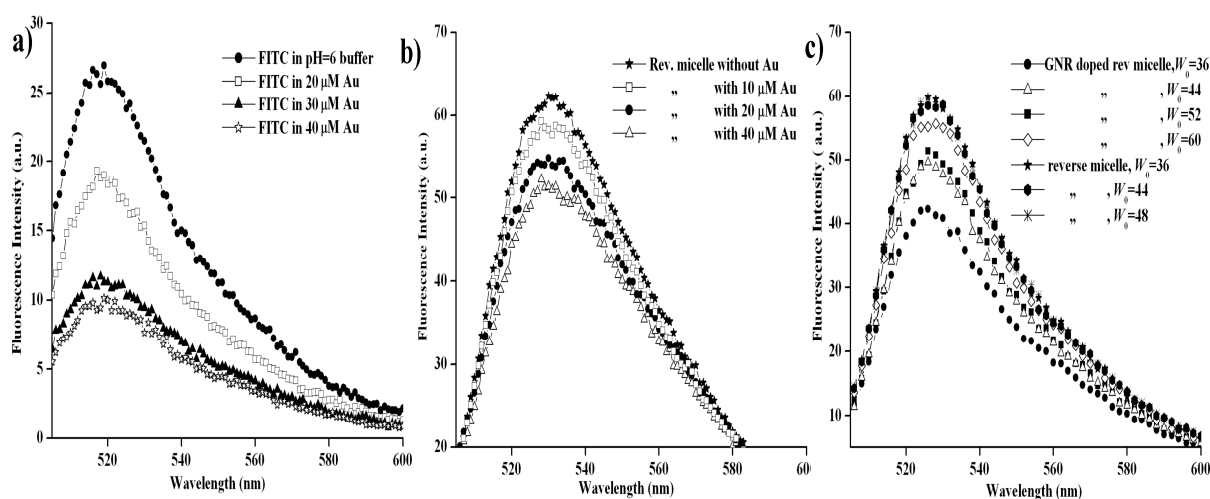 a)
Fluorescence Intensity (a.u.)
30
25
20
15
10
5
0
FITC in pH=6 buffer
FITC in 20 µM Au
FITC in 30 µM Au
FITC in 40 µM Au
520 540 560 580 600
Wavelength (nm)
b)
Fluorescence Intensity (a.u.)
70
60
50
40
30
20
Rev. micelle without Au
„ with 10 µM Au
„ with 20 µM Au
„ with 40 µM Au
520 540 560 580 60
Wavelength (nm)
c)
Fluorescence Intensity ( a.u.)
70
60
50
40
30
20
10
GNR doped rev micelle,W0=36
„ , W0=44
„ , W0=52
„ , W0=60
reverse micelle, W0=36
„ , W0=44
„ , W0=48
520 540 560 580 600
Wavelength (nm)